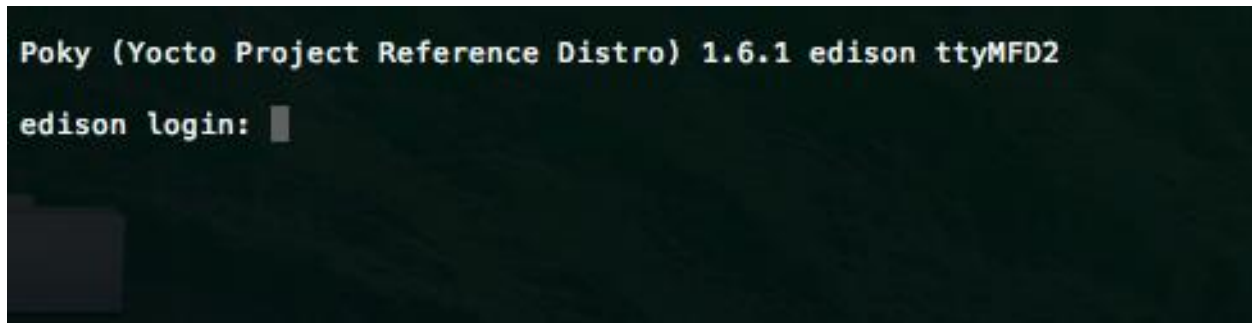 Poky (Yocto Project Reference Distro) 1.6.1 edison ttyMFD2
edison login: